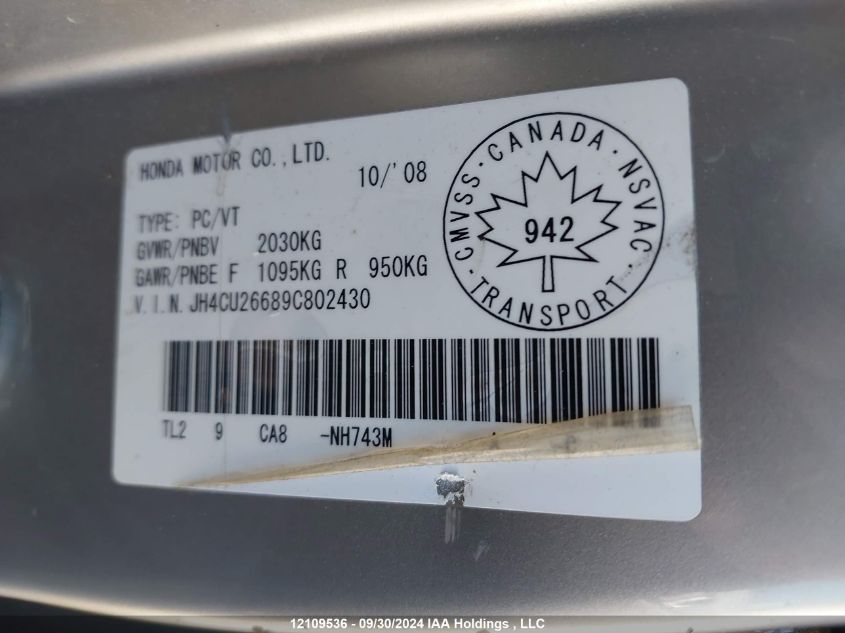 HONDA MOTOR CO.,LTD.
10/'08
TYPE: PC/VT
GVWR/PNBV 2030KG
GAWR/PNBE F 1095KG R 950KG
V.I.N. JH4CU26689C802430
CMVSS · CANADA · NSVAC · TRANSPORT ·
942
TL2 9 CA8 -NH743M
12109536 - 09/30/2024 IAA Holdings , LLC